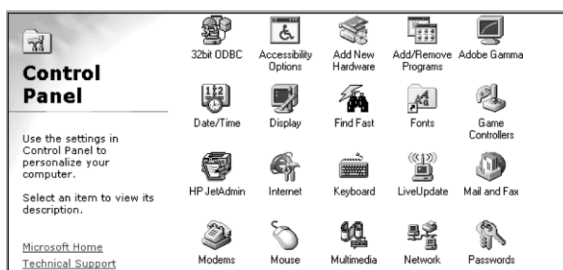 Control
Panel
Use the settings in
Control Panel to
personalize your
computer.
Select an item to view its
description.
Microsoft Home
Technical Support
32bit ODBC
Accessibility
Options
Add New
Hardware
Add/Remove
Programs
Adobe Gamma
Date/Time
Display
Find Fast
Fonts
Game
Controllers
HP JetAdmin
Internet
Keyboard
LiveUpdate
Mail and Fax
Modems
Mouse
Multimedia
Network
Passwords